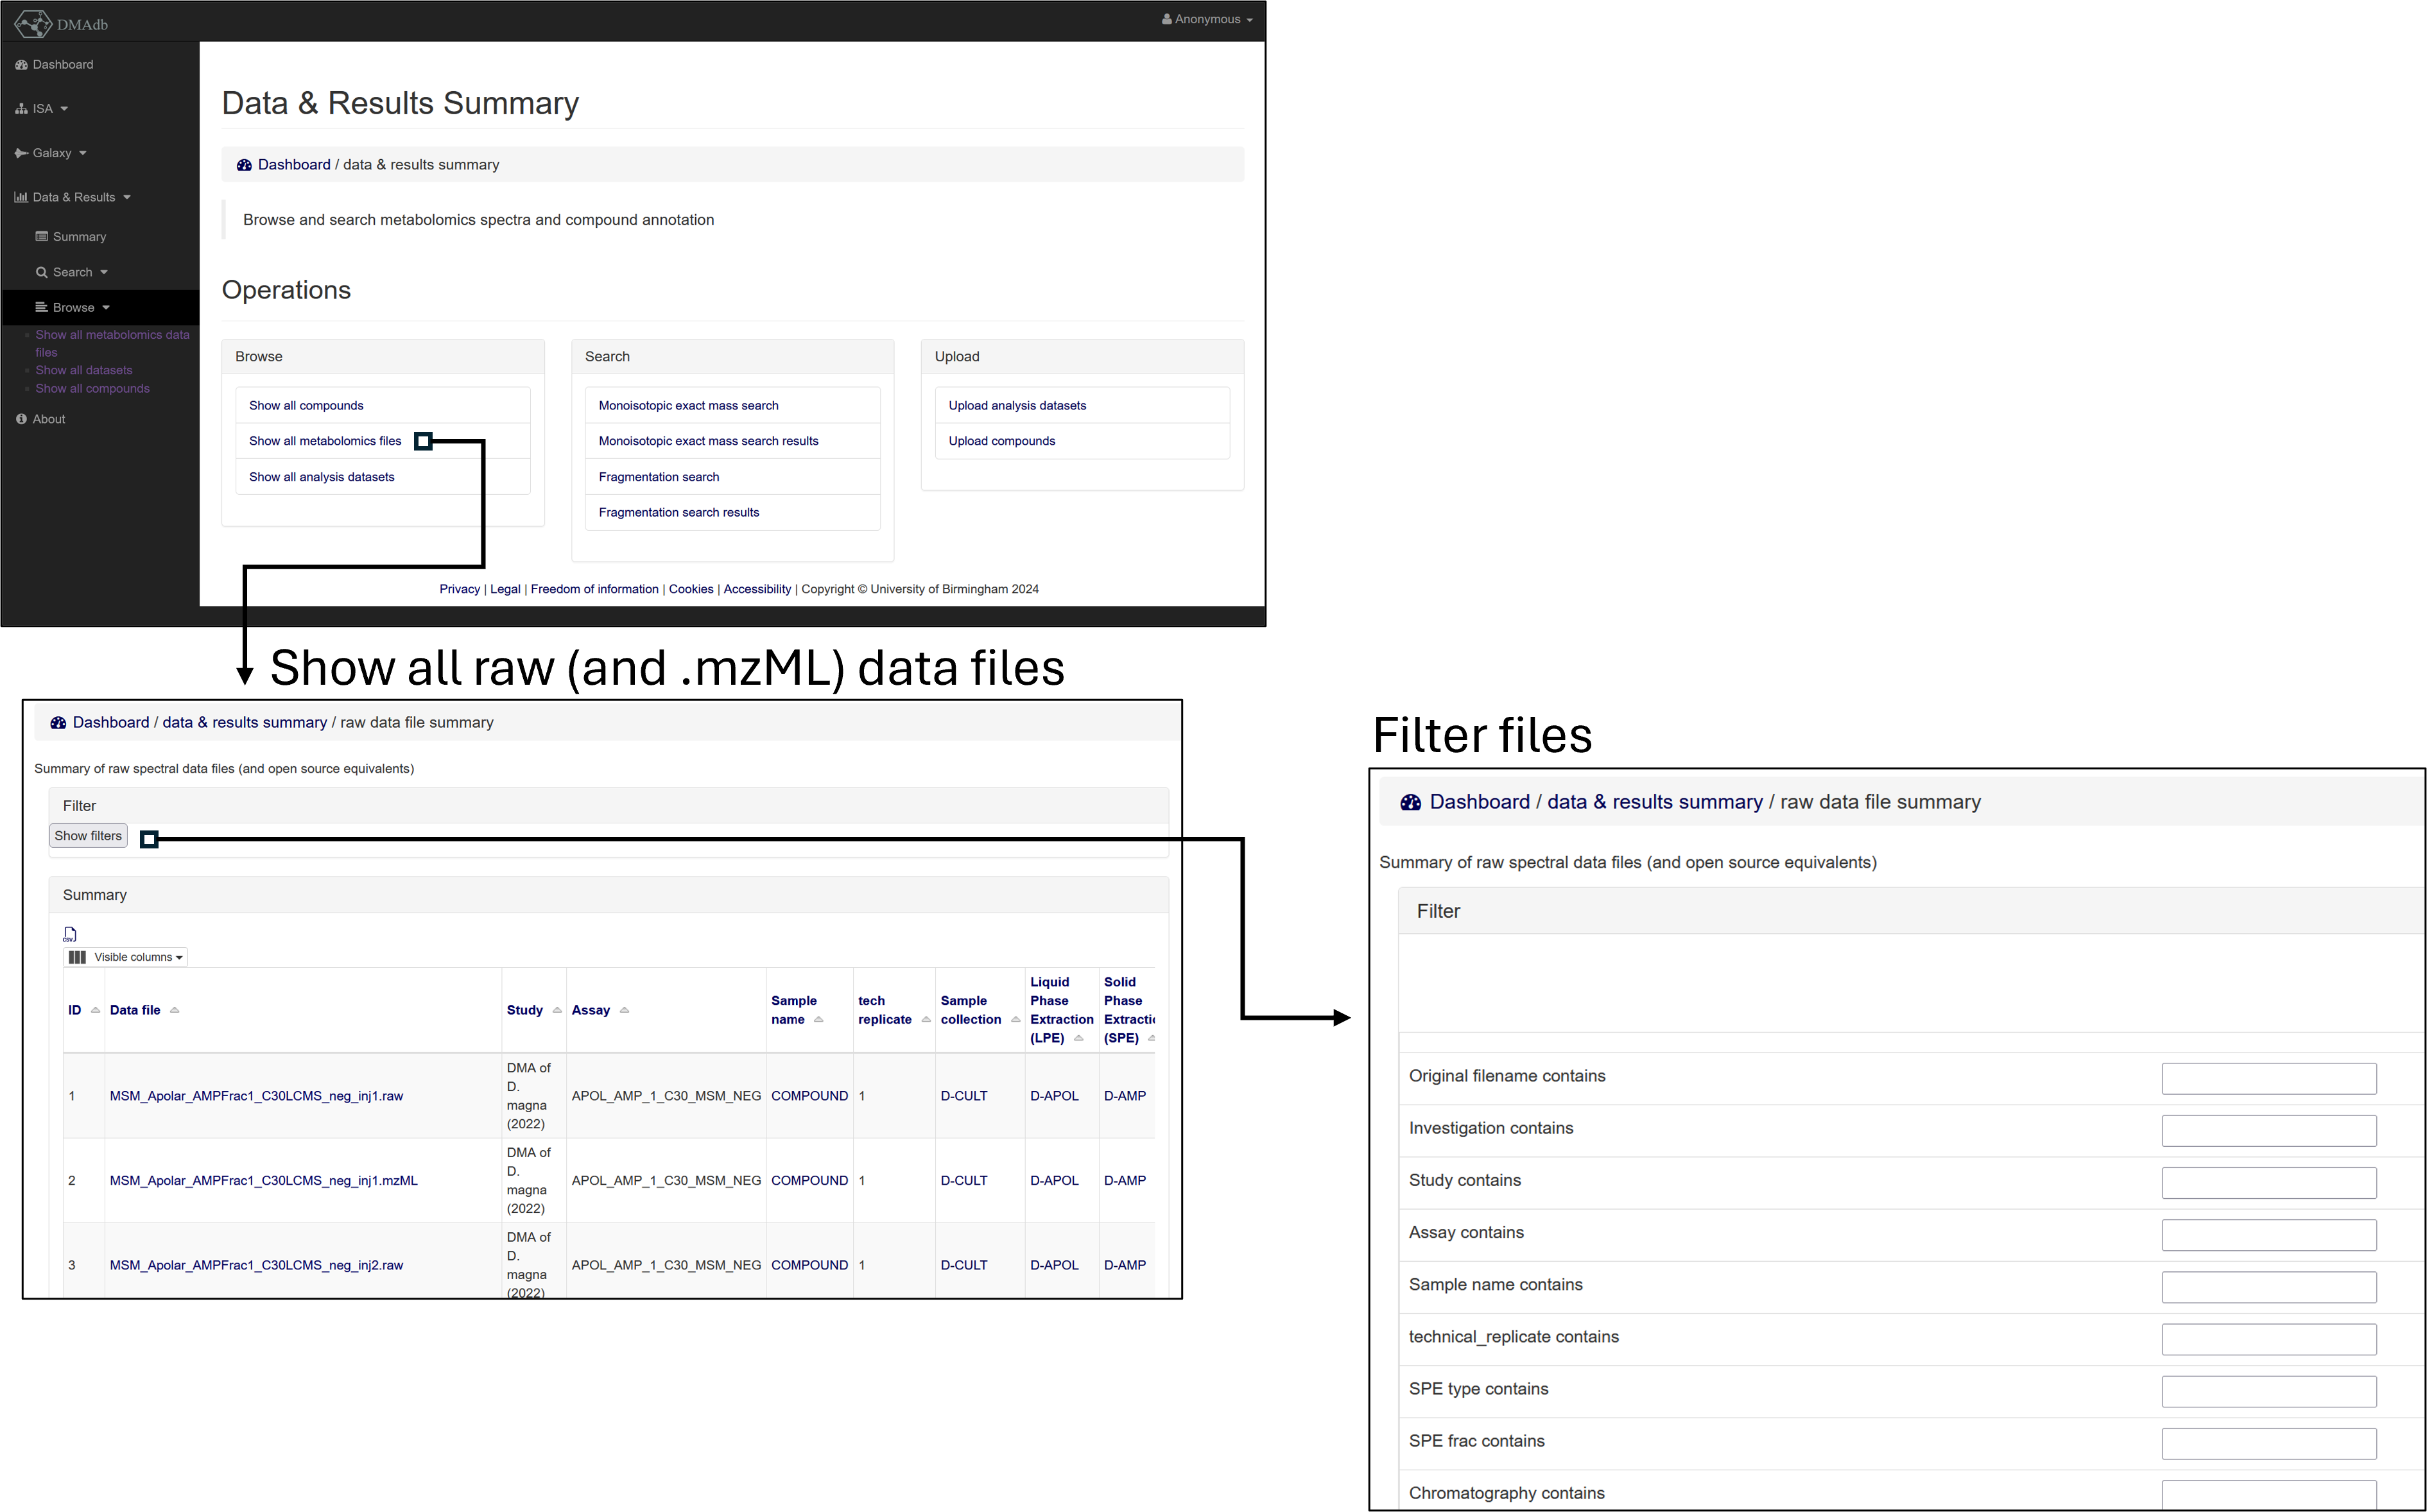 DMAdb
Anonymous
Dashboard
ISA
Galaxy
Data & Results
Summary
Search
Browse
Show all metabolomics data
files
Show all datasets
Show all compounds
About
Data & Results Summary
Dashboard / data & results summary
Browse and search metabolomics spectra and compound annotation
Operations
Browse
Show all compounds
Show all metabolomics files
Show all analysis datasets
Search
Monoisotopic exact mass search
Monoisotopic exact mass search results
Fragmentation search
Fragmentation search results
Upload
Upload analysis datasets
Upload compounds
Privacy | Legal | Freedom of information | Cookies | Accessibility | Copyright © University of Birmingham 2024
Show all raw (and .mzML) data files
Dashboard / data & results summary / raw data file summary
Summary of raw spectral data files (and open source equivalents)
Filter
Show filters
Summary
CSV
Visible columns
ID
Data file
Study
Assay
Sample
name
tech
replicate
Sample
collection
Liquid
Phase
Extraction
(LPE)
Solid
Phase
Extractio
(SPE)
1
MSM_Apolar_AMPFrac1_C30LCMS_neg_inj1.raw
DMA of
D.
magna
(2022)
APOL_AMP_1_C30_MSM_NEG
COMPOUND
1
D-CULT
D-APOL
D-AMP
2
MSM_Apolar_AMPFrac1_C30LCMS_neg_inj1.mzML
DMA of
D.
magna
(2022)
APOL_AMP_1_C30_MSM_NEG
COMPOUND
1
D-CULT
D-APOL
D-AMP
3
MSM_Apolar_AMPFrac1_C30LCMS_neg_inj2.raw
DMA of
D.
magna
(2022)
APOL_AMP_1_C30_MSM_NEG
COMPOUND
1
D-CULT
D-APOL
D-AMP
Filter files
Dashboard / data & results summary / raw data file summary
Summary of raw spectral data files (and open source equivalents)
Filter
Original filename contains
Investigation contains
Study contains
Assay contains
Sample name contains
technical_replicate contains
SPE type contains
SPE frac contains
Chromatography contains